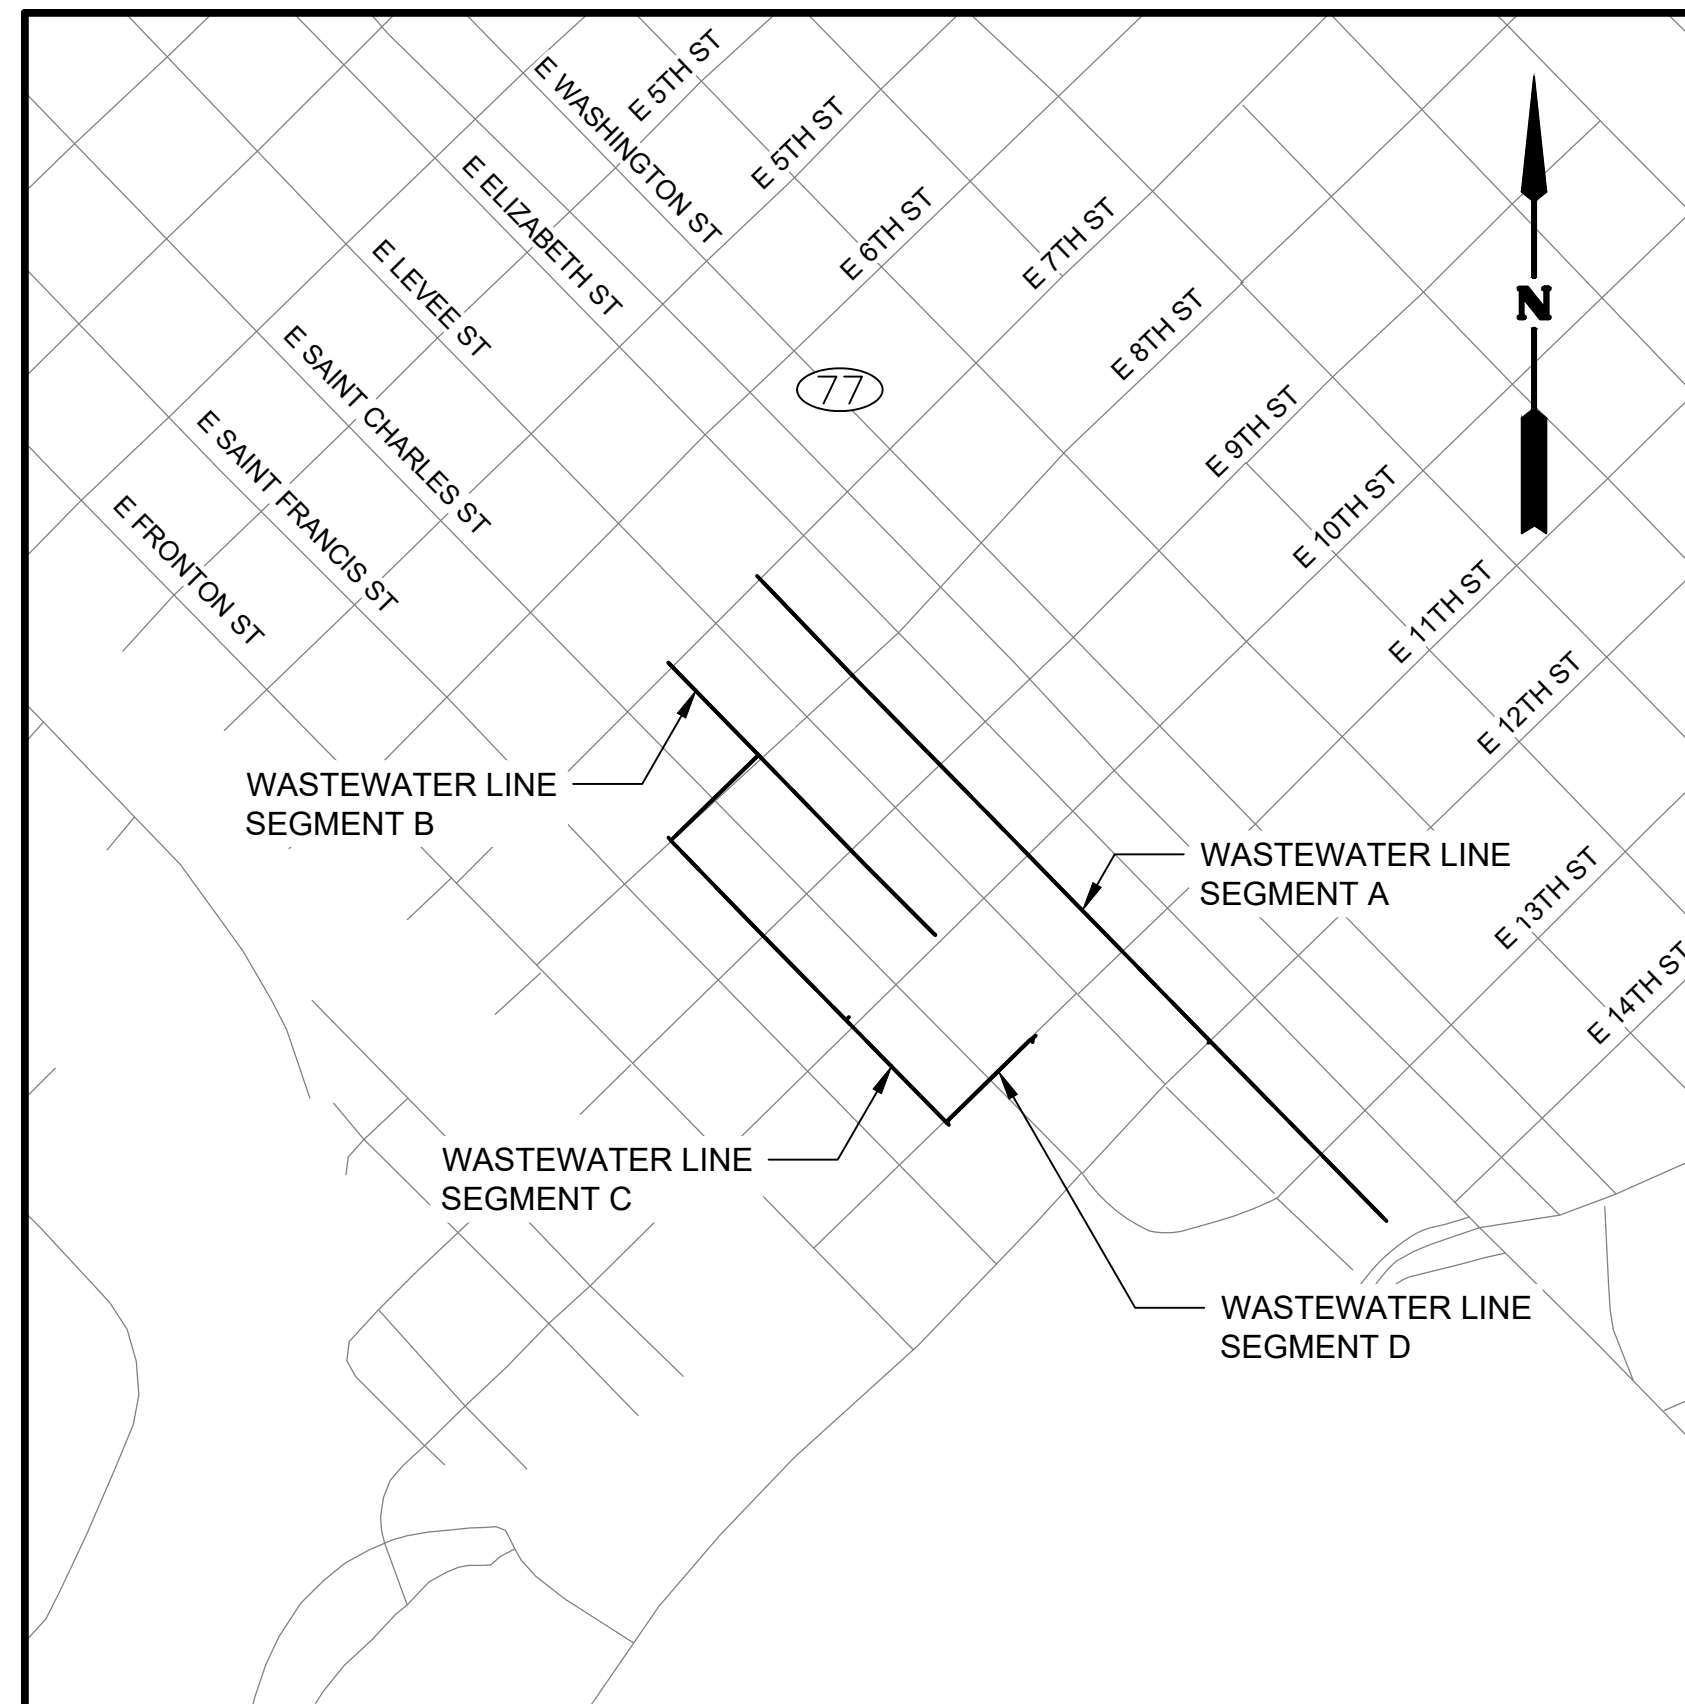 E 5TH ST
E WASHINGTON ST
E 5TH ST
E ELIZABETH ST
E 6TH ST
E 7TH ST
E LEVEE ST
E 8TH ST
N
E SAINT CHARLES ST
77
E 9TH ST
E SAINT FRANCIS ST
E 10TH ST
E FRONTON ST
E 11TH ST
E 12TH ST
WASTEWATER LINE
SEGMENT B
WASTEWATER LINE
SEGMENT A
E 13TH ST
E 14TH ST
WASTEWATER LINE
SEGMENT C
WASTEWATER LINE
SEGMENT D